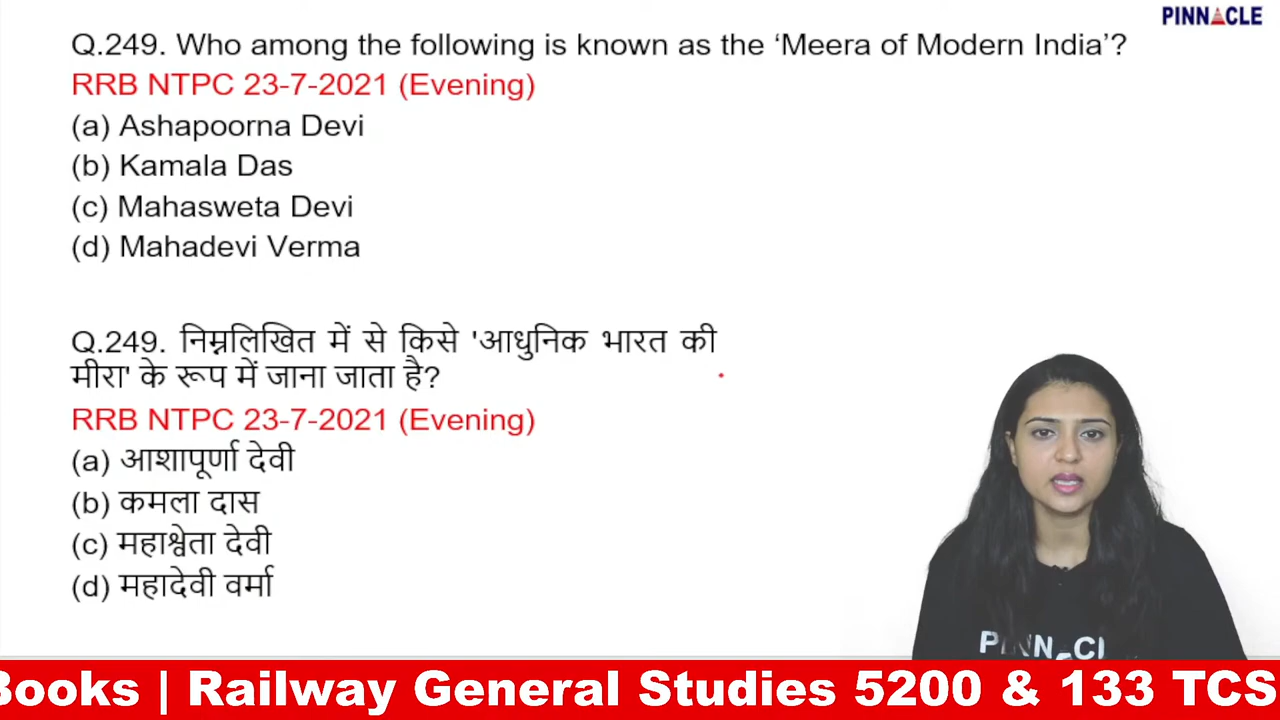 PINNACLE
Q.249. Who among the following is known as the ‘Meera of Modern India’?
RRB NTPC 23-7-2021 (Evening)
(a) Ashapoorna Devi
(b) Kamala Das
(c) Mahasweta Devi
(d) Mahadevi Verma
Q.249. निम्नलिखित में से किसे 'आधुनिक भारत की
मीरा' के रूप में जाना जाता है?
RRB NTPC 23-7-2021 (Evening)
(a) आशापूर्णा देवी
(b) कमला दास
(c) महाश्वेता देवी
(d) महादेवी वर्मा
PINNACL
Books | Railway General Studies 5200 & 133 TCS